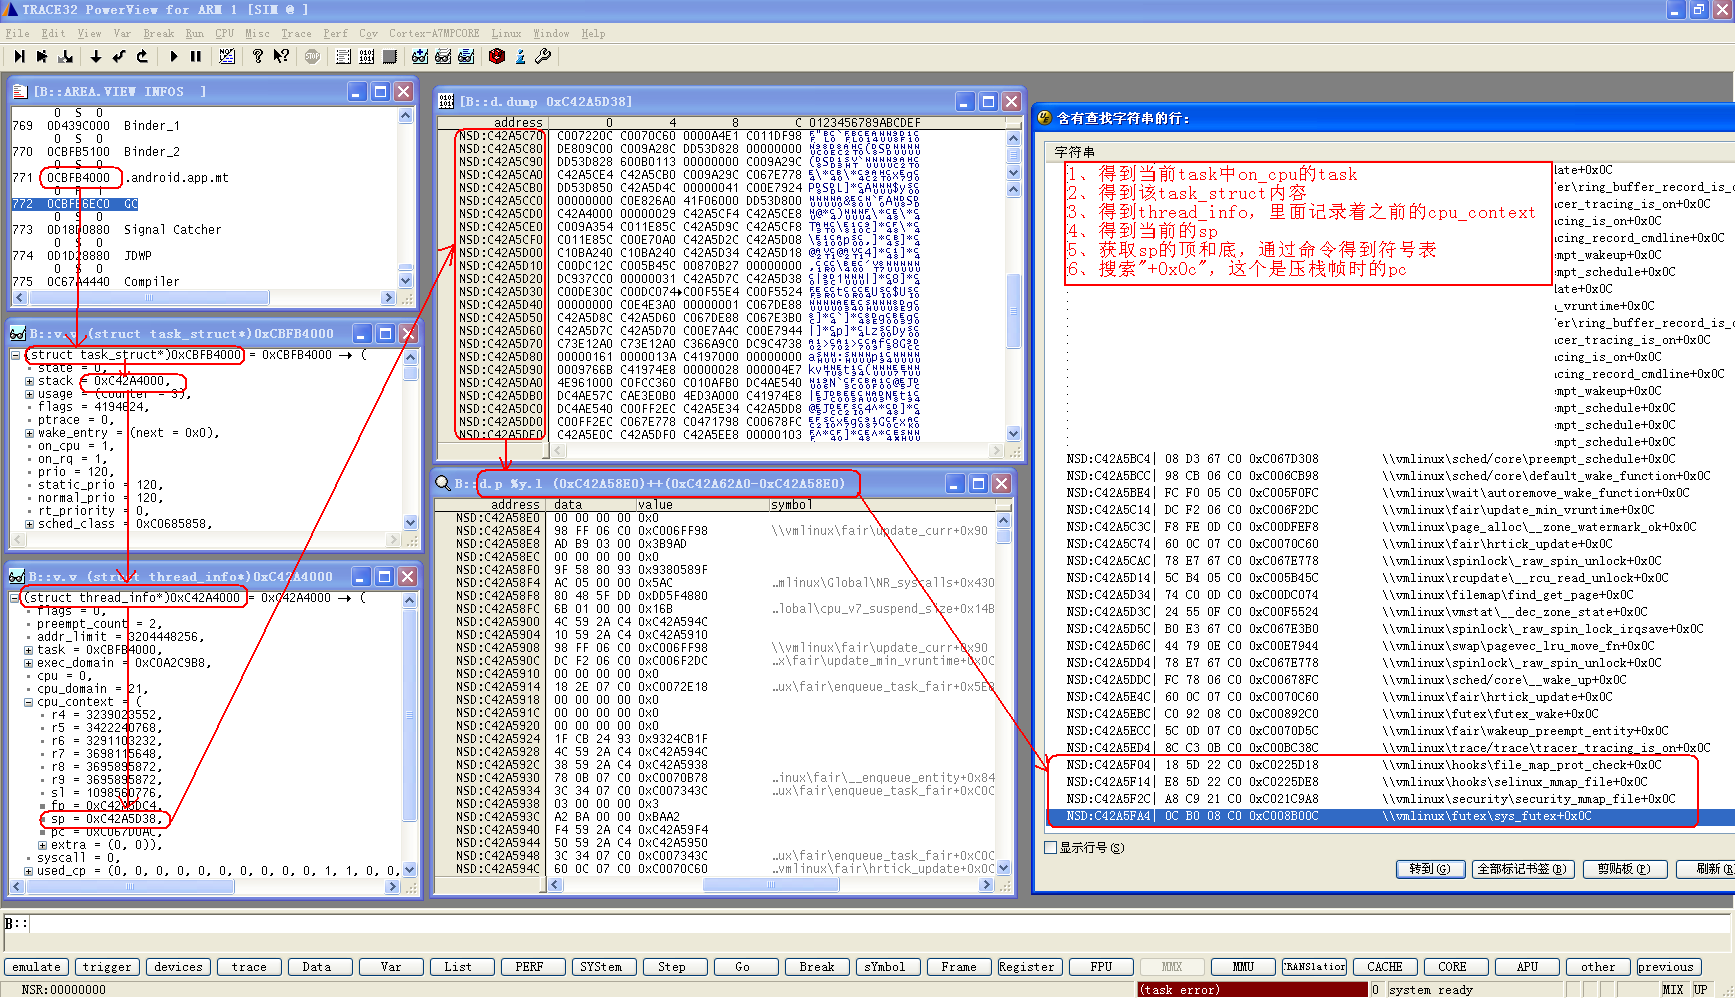 TRACE32 PowerView for ARM 1 [SIM @ ]
File Edit View Var Break Run CPU Misc Trace Perf Cov Cortex-A7MPCORE Linux Window Help
[B::AREA.VIEW INFOS ]
0 S 0
769 0D439C000 Binder_1
0 S 0
770 0CBFB5100 Binder_2
0 S 0
771 0CBFB4000 .android.app.mt
772 0CBFB6EC0 GC
0 S 0
773 0D18D0880 Signal Catcher
0 S 0
774 0D1D28880 JDWP
0 S 0
775 0C67A4440 Compiler
B::v.v (struct task_struct*)0xCBFB4000
(struct task_struct*)0xCBFB4000 = 0xCBFB4000 → (
state = 0,
stack = 0xC42A4000,
usage = (counter = 3),
flags = 4194624,
ptrace = 0,
wake_entry = (next = 0x0),
on_cpu = 1,
on_rq = 1,
prio = 120,
static_prio = 120,
normal_prio = 120,
rt_priority = 0,
sched_class = 0xC0685858,
B::v.v (struct thread_info*)0xC42A4000
(struct thread_info*)0xC42A4000 = 0xC42A4000 → (
flags = 0,
preempt_count = 2,
addr_limit = 3204448256,
task = 0xCBFB4000,
exec_domain = 0xC0A2C9B8,
cpu = 0,
cpu_domain = 21,
cpu_context = (
r4 = 3239023552,
r5 = 3422240768,
r6 = 3291103232,
r7 = 3698115648,
r8 = 3695895872,
r9 = 3695895872,
sl = 1098560776,
fp = 0xC42A5DC4,
sp = 0xC42A5D38,
pc = 0xC067D0AC,
extra = (0, 0)),
syscall = 0,
used_cp = (0, 0, 0, 0, 0, 0, 0, 0, 0, 0, 1, 1, 0, 0,
[B::d.dump 0xC42A5D38]
address 0 4 8 C 0123456789ABCDEF
NSD:C42A5C70 C007220C C0070C60 0000A4E1 C011DF98
NSD:C42A5C80 DE809C00 C009A28C DD53D828 00000000
NSD:C42A5C90 DD53D828 600B0113 00000000 C009A29C
NSD:C42A5CA0 C42A5CE4 C42A5CB0 C009A29C C067E778
NSD:C42A5CB0 DD53D850 C42A5D4C 00000041 C00E7924
NSD:C42A5CC0 00000000 C0E826A0 41F06000 DD53D800
NSD:C42A5CD0 C42A4000 00000029 C42A5CF4 C42A5CE8
NSD:C42A5CE0 C009A354 C011E85C C42A5D9C C42A5CF8
NSD:C42A5CF0 C011E85C C00E70A0 C42A5D2C C42A5D08
NSD:C42A5D00 C10BA240 C10BA240 C42A5D34 C42A5D18
NSD:C42A5D10 C00DC12C C005B45C 00870B27 00000000
NSD:C42A5D20 DC937CC0 00000031 C42A5D7C C42A5D38
NSD:C42A5D30 C00DE30C C00DC074 C00F55E4 C00F5524
NSD:C42A5D40 00000000 C0E4E3A0 00000001 C067DE88
NSD:C42A5D50 C42A5D6C C42A5D60 C067DE88 C067E3B0
NSD:C42A5D60 C42A5D7C C42A5D70 C00E7A4C C00E7944
NSD:C42A5D70 C73E12A0 C73E12A0 C366A9C0 DC9C4738
NSD:C42A5D80 00000161 0000013A C4197000 00000000
NSD:C42A5D90 0009766B C41974E8 00000028 000004E7
NSD:C42A5DA0 4E961000 C0FCC360 C010AFB0 DC4AE540
NSD:C42A5DB0 DC4AE57C CAE3E0B0 4ED3A000 C41974E8
NSD:C42A5DC0 DC4AE540 C00FF2EC C42A5E34 C42A5DD8
NSD:C42A5DD0 C00FF2EC C067E778 C0471798 C00678FC
NSD:C42A5DE0 C42A5E0C C42A5DF0 C42A5EE8 00000103
B::d.p %y.l (0xC42A58E0)++(0xC42A62A0-0xC42A58E0)
address data value symbol
NSD:C42A58E0 00 00 00 00 0x0
NSD:C42A58E4 98 FF 06 C0 0xC006FF98 \\vmlinux\fair\update_curr+0x90
NSD:C42A58E8 AD B9 03 00 0x3B9AD
NSD:C42A58EC 00 00 00 00 0x0
NSD:C42A58F0 9F 58 80 93 0x9380589F
NSD:C42A58F4 AC 05 00 00 0x5AC ..mlinux\Global\NR_syscalls+0x430
NSD:C42A58F8 80 48 5F DD 0xDD5F4880
NSD:C42A58FC 6B 01 00 00 0x16B ..lobal\cpu_v7_suspend_size+0x14B
NSD:C42A5900 4C 59 2A C4 0xC42A594C
NSD:C42A5904 10 59 2A C4 0xC42A5910
NSD:C42A5908 98 FF 06 C0 0xC006FF98 \\vmlinux\fair\update_curr+0x90
NSD:C42A590C DC F2 06 C0 0xC006F2DC ..x\fair\update_min_vruntime+0x0C
NSD:C42A5910 00 00 00 00 0x0
NSD:C42A5914 18 2E 07 C0 0xC0072E18 ..ux\fair\enqueue_task_fair+0x5E8
NSD:C42A5918 00 00 00 00 0x0
NSD:C42A591C 00 00 00 00 0x0
NSD:C42A5920 00 00 00 00 0x0
NSD:C42A5924 1F CB 24 93 0x9324CB1F
NSD:C42A5928 4C 59 2A C4 0xC42A594C
NSD:C42A592C 38 59 2A C4 0xC42A5938
NSD:C42A5930 78 0B 07 C0 0xC0070B78 ..inux\fair\__enqueue_entity+0x84
NSD:C42A5934 3C 34 07 C0 0xC007343C ..ux\fair\enqueue_task_fair+0xC0C
NSD:C42A5938 03 00 00 00 0x3
NSD:C42A593C A2 BA 00 00 0xBAA2
NSD:C42A5940 F4 59 2A C4 0xC42A59F4
NSD:C42A5944 50 59 2A C4 0xC42A5950
NSD:C42A5948 3C 34 07 C0 0xC007343C ..ux\fair\enqueue_task_fair+0xC0C
NSD:C42A594C 60 0C 07 C0 0xC0070C60 ..vmlinux\fair\hrtick_update+0x0C
含有查找字符串的行:
字符串
1、得到当前task中on_cpu的task
2、得到该task_struct内容
3、得到thread_info，里面记录着之前的cpu_context
4、得到当前的sp
5、获取sp的顶和底，通过命令得到符号表
6、搜索"+0x0c"，这个是压栈帧时的pc
late+0x0C
er\ring_buffer_record_is_o
acer_tracing_is_on+0x0C
acing_is_on+0x0C
acing_record_cmdline+0x0C
empt_wakeup+0x0C
empt_schedule+0x0C
late+0x0C
_vruntime+0x0C
er\ring_buffer_record_is_o
acer_tracing_is_on+0x0C
acing_is_on+0x0C
acing_record_cmdline+0x0C
empt_wakeup+0x0C
empt_schedule+0x0C
empt_schedule+0x0C
empt_schedule+0x0C
NSD:C42A5BC4| 08 D3 67 C0 0xC067D308 \\vmlinux\sched/core\preempt_schedule+0x0C
NSD:C42A5BCC| 98 CB 06 C0 0xC006CB98 \\vmlinux\sched/core\default_wake_function+0x0C
NSD:C42A5BE4| FC F0 05 C0 0xC005F0FC \\vmlinux\wait\autoremove_wake_function+0x0C
NSD:C42A5C14| DC F2 06 C0 0xC006F2DC \\vmlinux\fair\update_min_vruntime+0x0C
NSD:C42A5C3C| F8 FE 0D C0 0xC00DFEF8 \\vmlinux\page_alloc\__zone_watermark_ok+0x0C
NSD:C42A5C74| 60 0C 07 C0 0xC0070C60 \\vmlinux\fair\hrtick_update+0x0C
NSD:C42A5CAC| 78 E7 67 C0 0xC067E778 \\vmlinux\spinlock\_raw_spin_lock+0x0C
NSD:C42A5D14| 5C B4 05 C0 0xC005B45C \\vmlinux\rcupdate\__rcu_read_unlock+0x0C
NSD:C42A5D34| 74 C0 0D C0 0xC00DC074 \\vmlinux\filemap\find_get_page+0x0C
NSD:C42A5D3C| 24 55 0F C0 0xC00F5524 \\vmlinux\vmstat\__dec_zone_state+0x0C
NSD:C42A5D5C| B0 E3 67 C0 0xC067E3B0 \\vmlinux\spinlock\_raw_spin_lock_irqsave+0x0C
NSD:C42A5D6C| 44 79 0E C0 0xC00E7944 \\vmlinux\swap\pagevec_lru_move_fn+0x0C
NSD:C42A5DD4| 78 E7 67 C0 0xC067E778 \\vmlinux\spinlock\_raw_spin_lock+0x0C
NSD:C42A5DDC| FC 78 06 C0 0xC00678FC \\vmlinux\sched/core\__wake_up+0x0C
NSD:C42A5E4C| 60 0C 07 C0 0xC0070C60 \\vmlinux\fair\hrtick_update+0x0C
NSD:C42A5EBC| C0 92 08 C0 0xC00892C0 \\vmlinux\futex\futex_wake+0x0C
NSD:C42A5ECC| 5C 0D 07 C0 0xC0070D5C \\vmlinux\fair\wakeup_preempt_entity+0x0C
NSD:C42A5ED4| 8C C3 0B C0 0xC00BC38C \\vmlinux\trace/trace\tracer_tracing_is_on+0x0C
NSD:C42A5F04| 18 5D 22 C0 0xC0225D18 \\vmlinux\hooks\file_map_prot_check+0x0C
NSD:C42A5F14| E8 5D 22 C0 0xC0225DE8 \\vmlinux\hooks\selinux_mmap_file+0x0C
NSD:C42A5F2C| A8 C9 21 C0 0xC021C9A8 \\vmlinux\security\security_mmap_file+0x0C
NSD:C42A5FA4| 0C B0 08 C0 0xC008B00C \\vmlinux\futex\sys_futex+0x0C
显示行号(S)
转到(G) 全部标记书签(B) 剪贴板(P) 刷新(R
B::
emulate trigger devices trace Data Var List PERF SYStem Step Go Break sYmbol Frame Register FPU MMX MMU TRANSlation CACHE CORE APU other previous
NSR:00000000 (task error) 0 system ready MIX UP